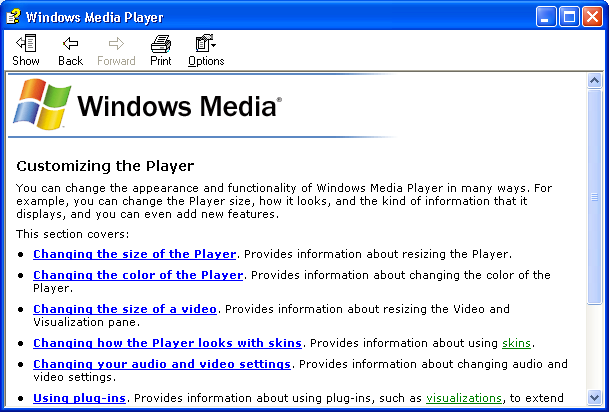 Windows Media Player
Show Back Forward Print Options
Windows Media®
Customizing the Player
You can change the appearance and functionality of Windows Media Player in many ways. For
example, you can change the Player size, how it looks, and the kind of information that it
displays, and you can even add new features.
This section covers:
• Changing the size of the Player. Provides information about resizing the Player.
• Changing the color of the Player. Provides information about changing the color of the
Player.
• Changing the size of a video. Provides information about resizing the Video and
Visualization pane.
• Changing how the Player looks with skins. Provides information about using skins.
• Changing your audio and video settings. Provides information about changing audio and
video settings.
• Using plug-ins. Provides information about using plug-ins, such as visualizations, to extend